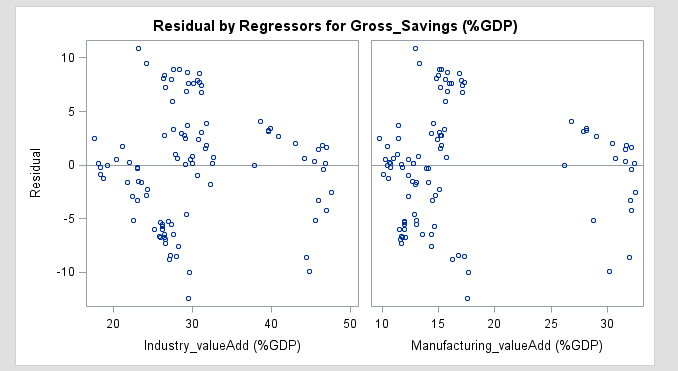 Residual by Regressors for Gross_Savings (%GDP)
Residual
10
5
0
-5
-10
20 30 40 50
10 15 20 25 30
Industry_valueAdd (%GDP)
Manufacturing_valueAdd (%GDP)